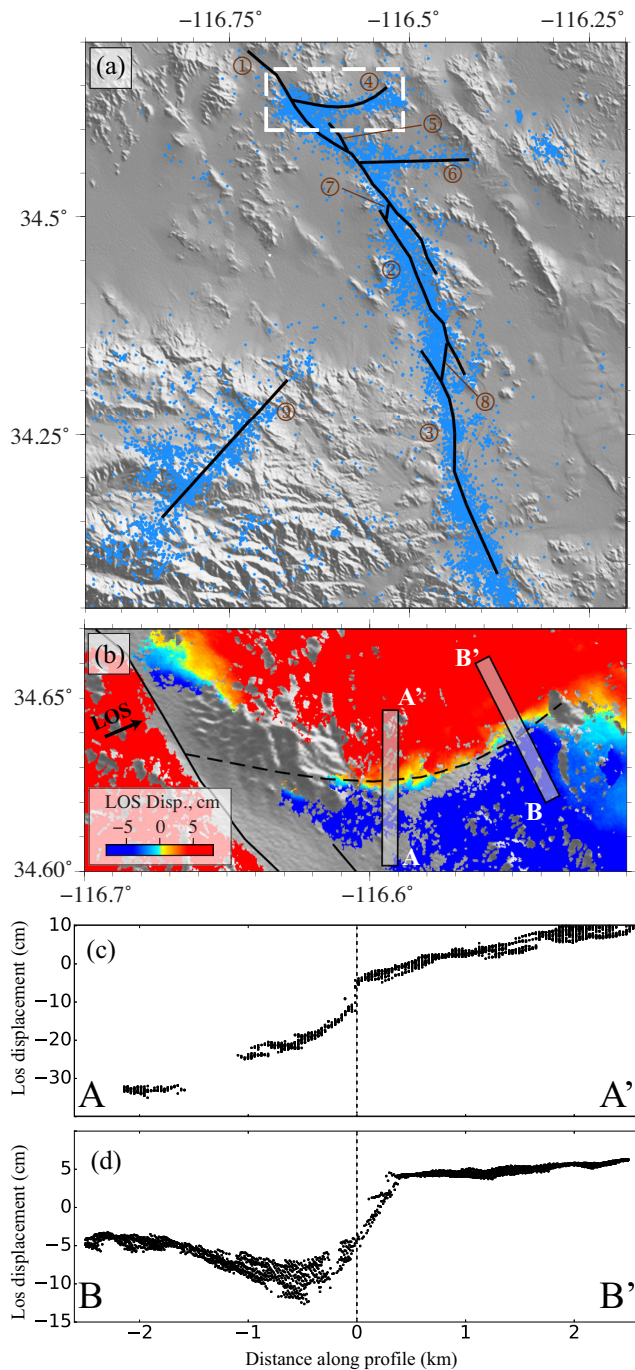 −116.75 −116.5 −116.25
(a)
①
④
⑤
⑥
⑦
34.5°
②
⑧
⑨
34.25°
③
(b)
B'
34.65
A'
LOS
LOS Disp., cm
−5 0 5
B
A
34.60
−116.7 −116.6
10
(c)
0
−10
−20
−30
Los displacement (cm)
A A'
(d)
5
0
−5
−10
−15
Los displacement (cm)
B B'
−2 −1 0 1 2
Distance along profile (km)